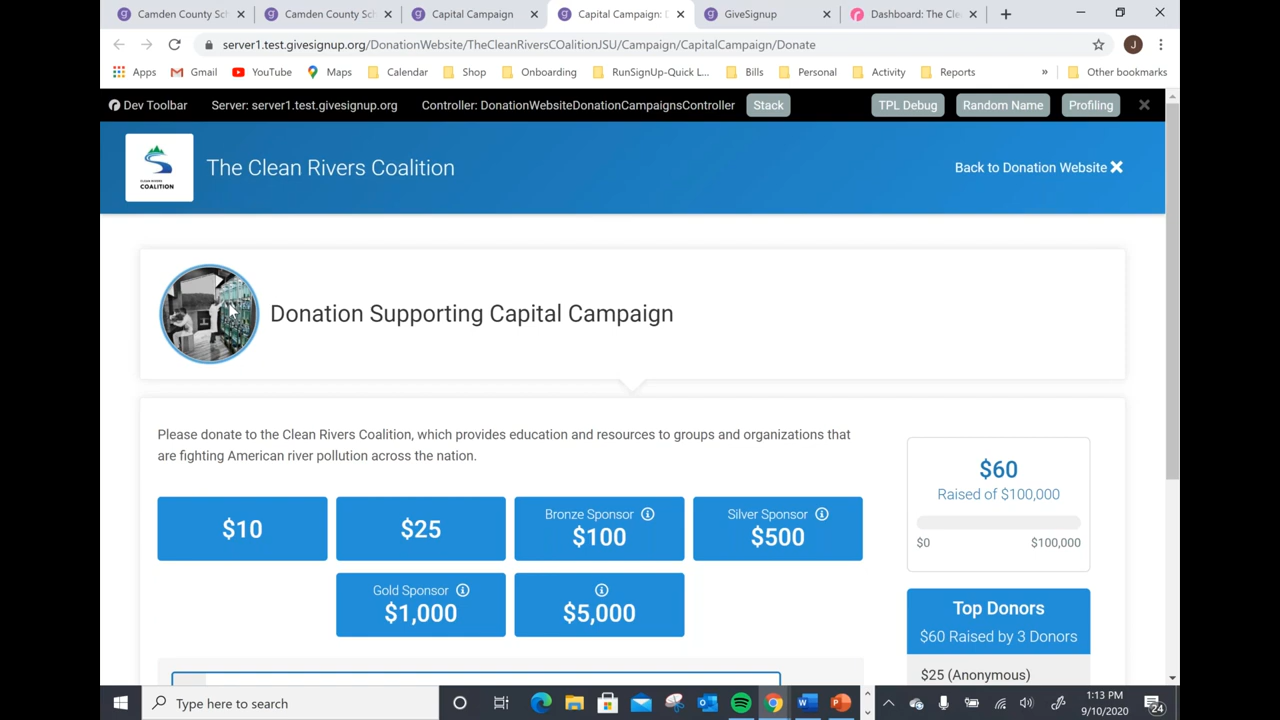 Camden County Sc
Camden County Sc
Capital Campaign
Capital Campaign: D
GiveSignup
Dashboard: The Cle
server1.test.givesignup.org/DonationWebsite/TheCleanRiversCOalitionJSU/Campaign/CapitalCampaign/Donate
J
Apps
Gmail
YouTube
Maps
Calendar
Shop
Onboarding
RunSignUp-Quick L...
Bills
Personal
Activity
Reports
»
Other bookmarks
Dev Toolbar
Server: server1.test.givesignup.org
Controller: DonationWebsiteDonationCampaignsController
Stack
TPL Debug
Random Name
Profiling
CLEAN RIVERS
COALITION
The Clean Rivers Coalition
Back to Donation Website
Donation Supporting Capital Campaign
Please donate to the Clean Rivers Coalition, which provides education and resources to groups and organizations that
are fighting American river pollution across the nation.
$10
$25
Bronze Sponsor
$100
Silver Sponsor
$500
Gold Sponsor
$1,000
$5,000
$60
Raised of $100,000
$0
$100,000
Top Donors
$60 Raised by 3 Donors
$25 (Anonymous)
Type here to search
1:13 PM
9/10/2020
24